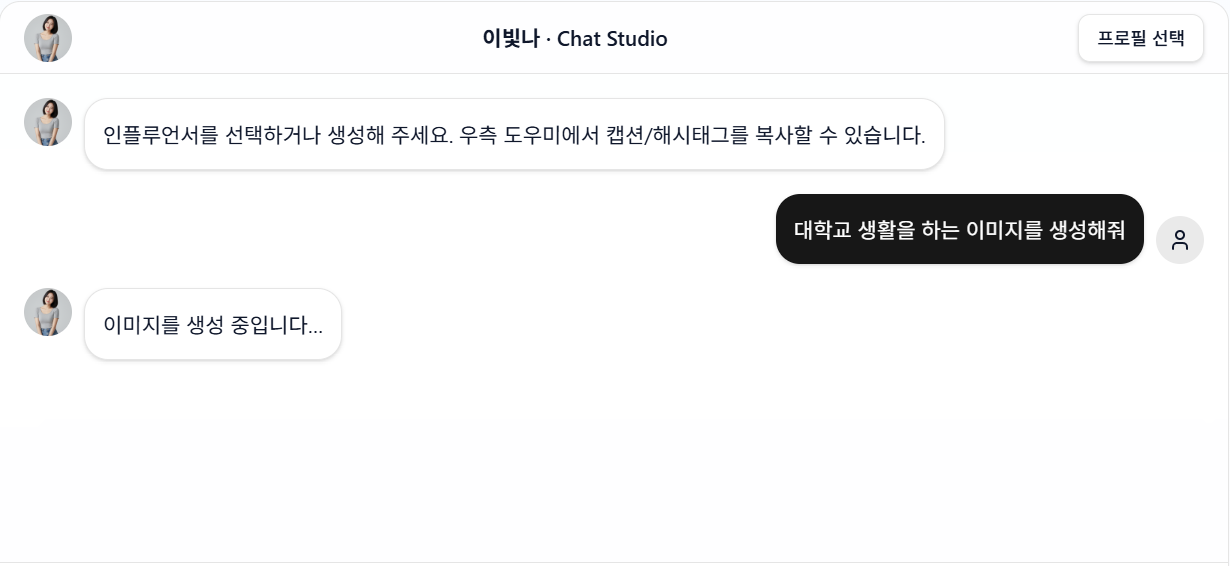 이빛나 · Chat Studio
프로필 선택
인플루언서를 선택하거나 생성해 주세요. 우측 도우미에서 캡션/해시태그를 복사할 수 있습니다.
대학교 생활을 하는 이미지를 생성해줘
이미지를 생성 중입니다...